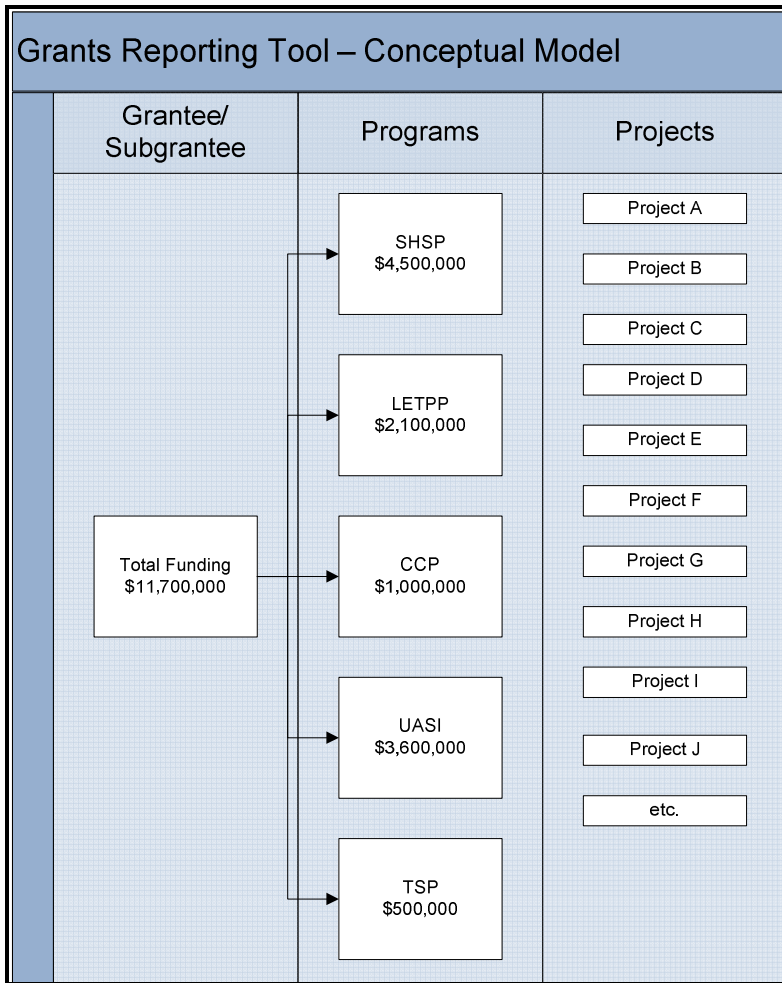 Grants Reporting Tool – Conceptual Model
Grantee/
Subgrantee
Programs
Projects
Total Funding
$11,700,000
SHSP
$4,500,000
LETPP
$2,100,000
CCP
$1,000,000
UASI
$3,600,000
TSP
$500,000
Project A
Project B
Project C
Project D
Project E
Project F
Project G
Project H
Project I
Project J
etc.